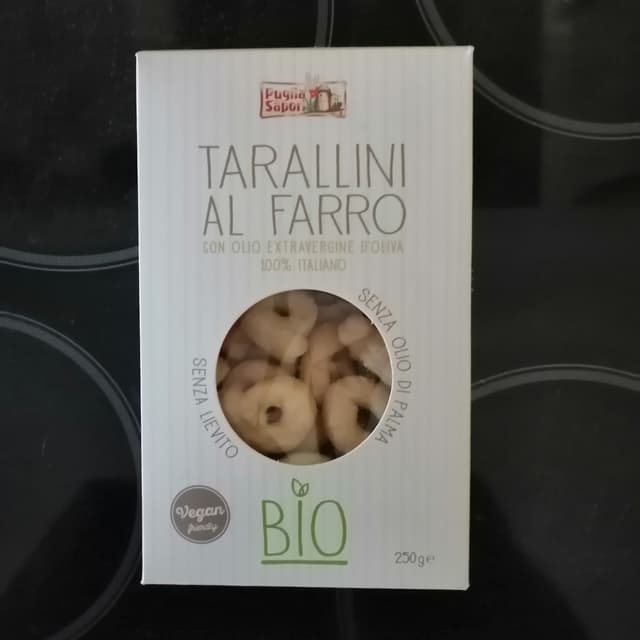 Puglia
Sapori
TARALLINI
AL FARRO
CON OLIO EXTRAVERGINE D'OLIVA
100% ITALIANO
SENZA OLIO DI PALMA
SENZA LIEVITO
Vegan
friendly
BIO
250g e